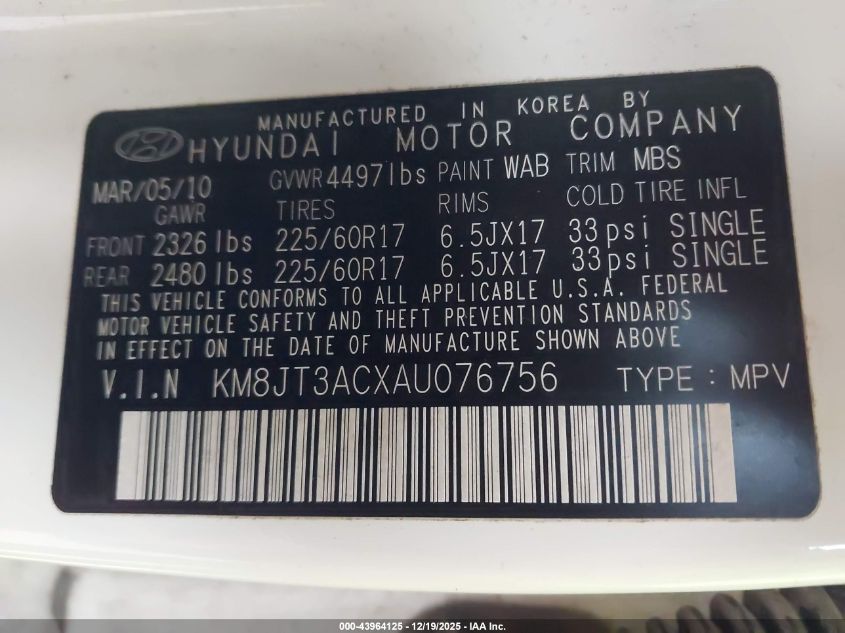 MANUFACTURED IN KOREA BY
HYUNDAI MOTOR COMPANY
MAR/05/10 GVWR 4497lbs PAINT WAB TRIM MBS
GAWR TIRES RIMS COLD TIRE INFL
FRONT 2326 lbs 225/60R17 6.5JX17 33psi SINGLE
REAR 2480 lbs 225/60R17 6.5JX17 33psi SINGLE
THIS VEHICLE CONFORMS TO ALL APPLICABLE U.S.A. FEDERAL
MOTOR VEHICLE SAFETY AND THEFT PREVENTION STANDARDS
IN EFFECT ON THE DATE OF MANUFACTURE SHOWN ABOVE
V.I.N KM8JT3ACXAU076756 TYPE : MPV
000-43964125 - 12/19/2025 - IAA Inc.